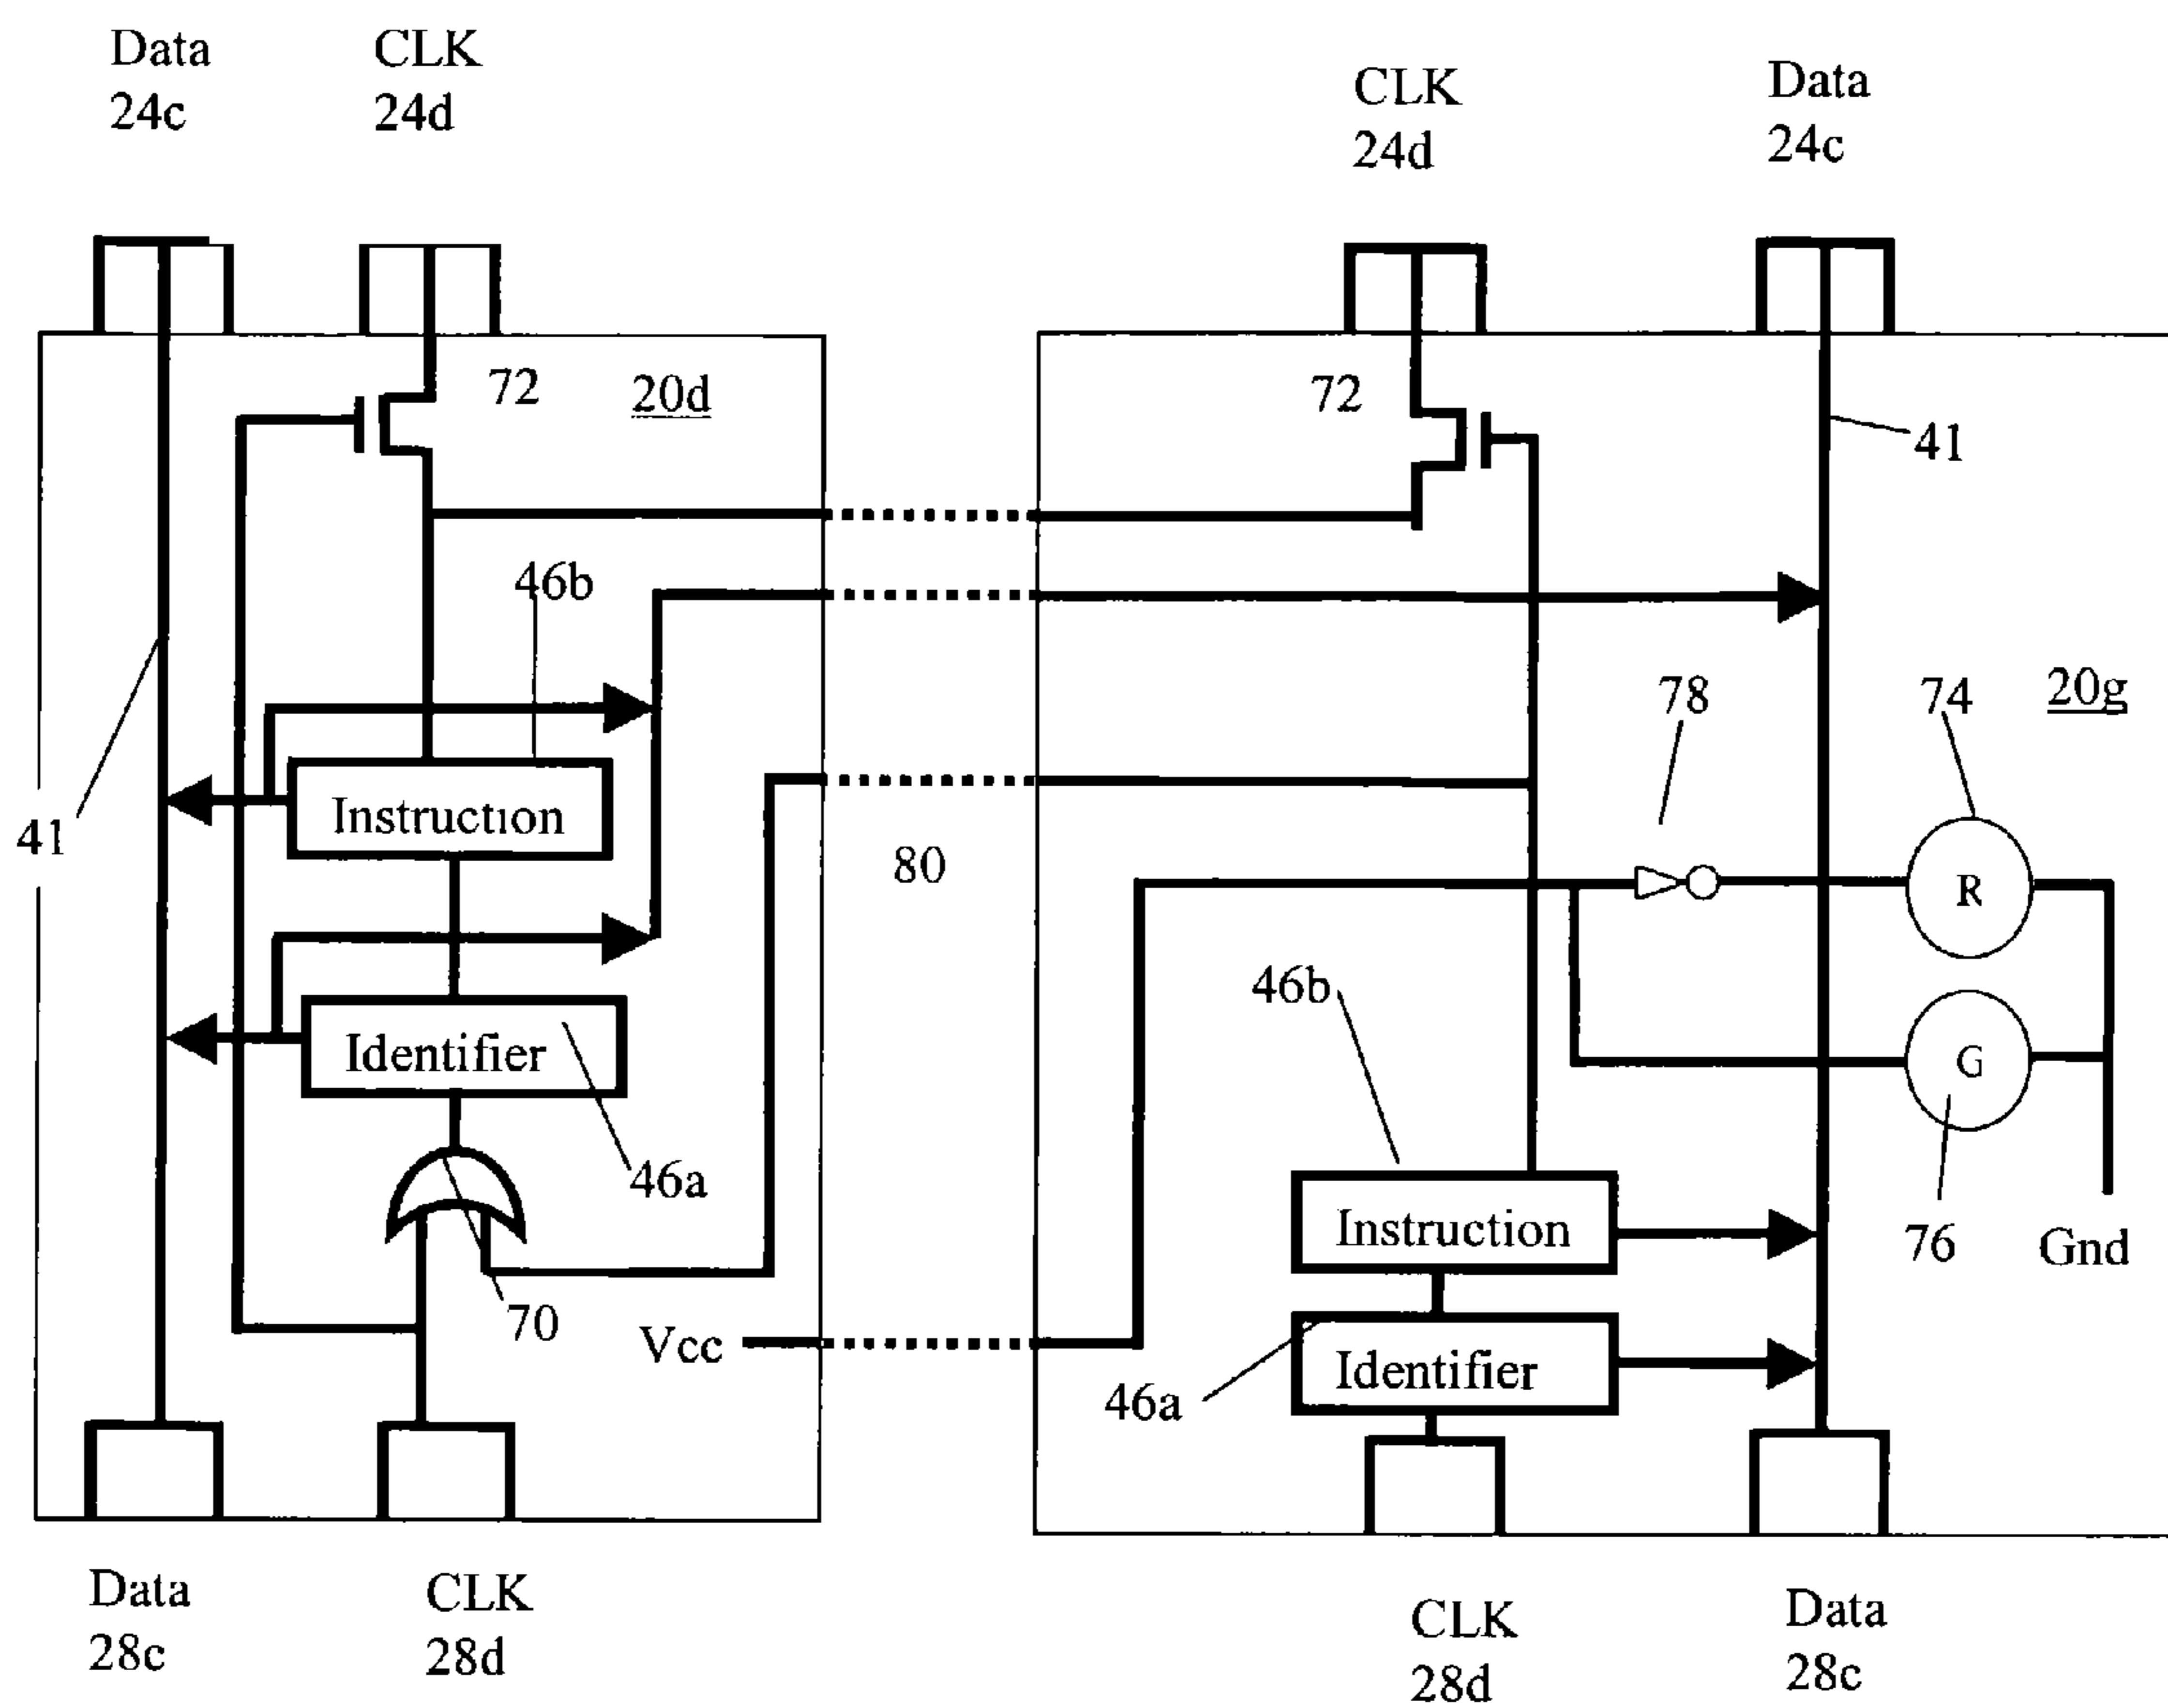 Data
24c
CLK
24d
CLK
24d
Data
24c
72
20d
72
41
46b
78
74
20g
41
Instruction
80
R
46b
Identifier
G
46a
Instruction
76
Gnd
70
Vcc
46a
Identifier
Data
28c
CLK
28d
CLK
28d
Data
28c